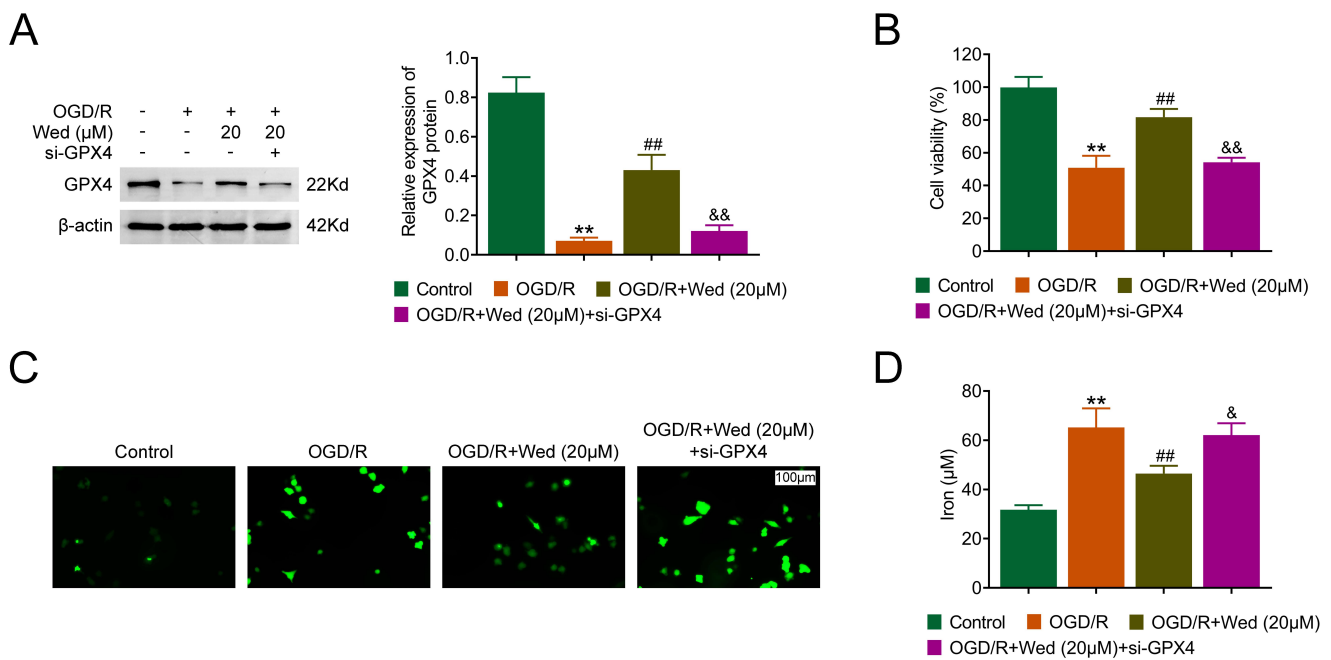 A
OGD/R - + + +
Wed (µM) - - 20 20
si-GPX4 - - - +
GPX4 22Kd
β-actin 42Kd
Relative expression of
GPX4 protein
1.0
0.8
0.6
0.4
0.2
0.0
**
##
&&
Control OGD/R OGD/R+Wed (20µM)
OGD/R+Wed (20µM)+si-GPX4
B
Cell viability (%)
120
100
80
60
40
20
0
**
##
&&
Control OGD/R OGD/R+Wed (20µM)
OGD/R+Wed (20µM)+si-GPX4
C
Control OGD/R OGD/R+Wed (20µM) OGD/R+Wed (20µM)
+si-GPX4
100µm
D
Iron (µM)
80
60
40
20
0
**
##
&
Control OGD/R OGD/R+Wed (20µM)
OGD/R+Wed (20µM)+si-GPX4